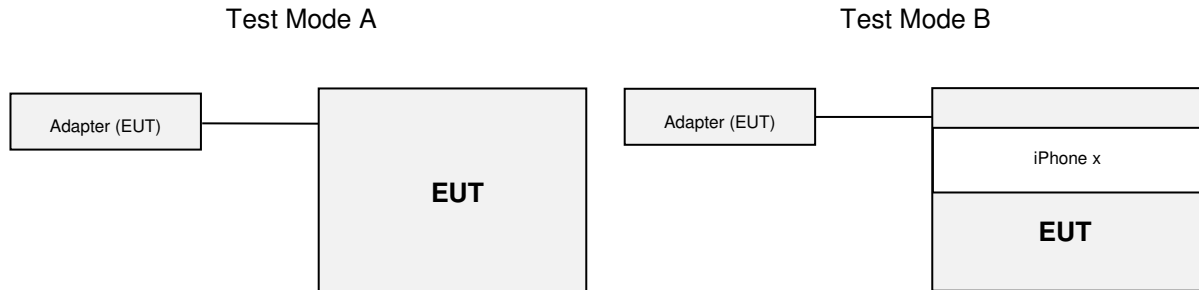 Test Mode A
Adapter (EUT)
EUT
Test Mode B
Adapter (EUT)
iPhone x
EUT